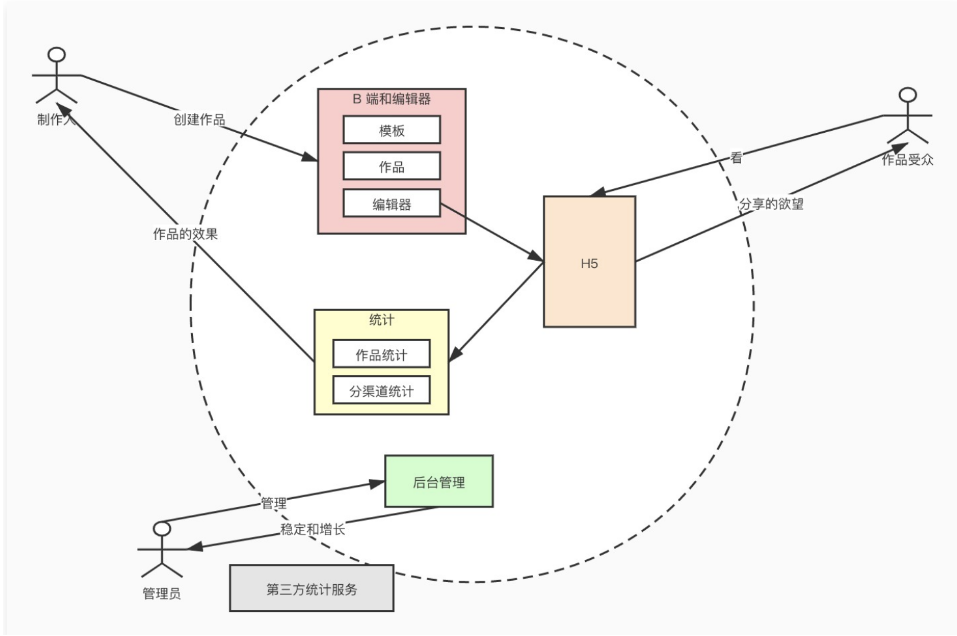 B 端和编辑器
模板
制作人
创建作品
作品
看
作品受众
编辑器
分享的欲望
作品的效果
H5
统计
作品统计
分渠道统计
后台管理
管理
稳定和增长
管理员
第三方统计服务